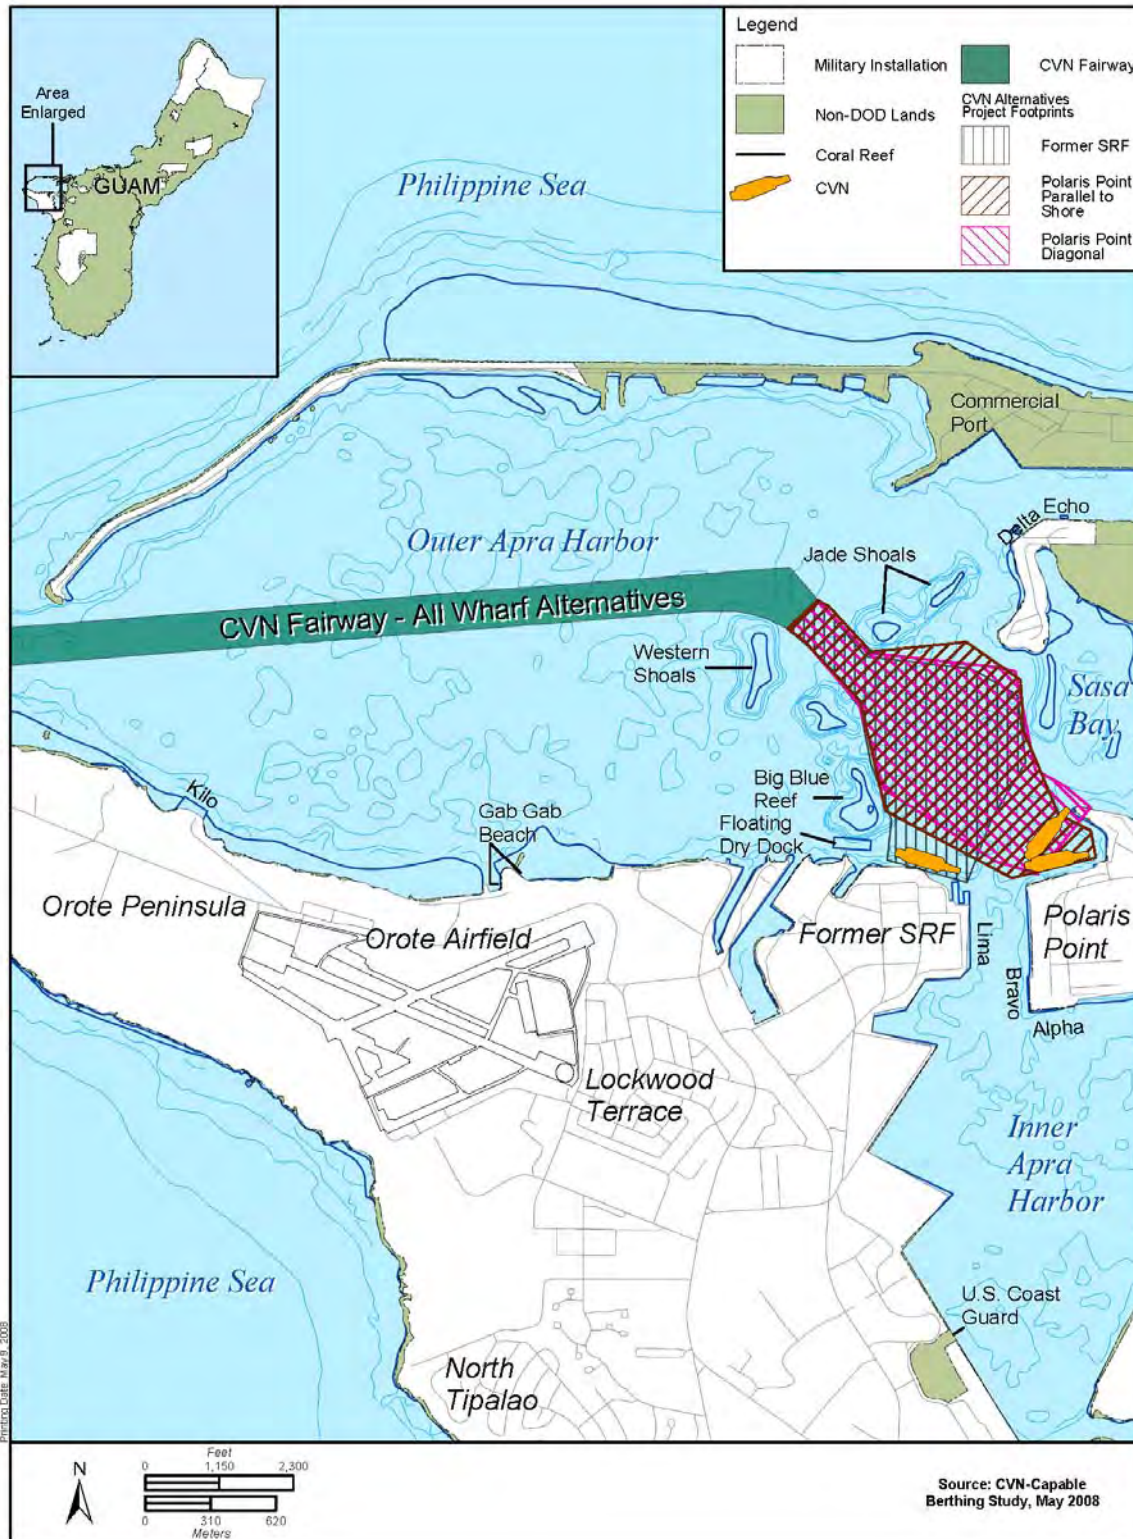 Area
Enlarged
GUAM
Legend
Military Installation
Non-DOD Lands
Coral Reef
CVN
CVN Fairway
CVN Alternatives
Project Footprints
Former SRF
Polaris Point
Parallel to
Shore
Polaris Point
Diagonal
Philippine Sea
Commercial
Port
Delta
Echo
Outer Apra Harbor
Jade Shoals
CVN Fairway - All Wharf Alternatives
Western
Shoals
Sasa
Bay
Kilo
Gab Gab
Beach
Big Blue
Reef
Floating
Dry Dock
Orote Peninsula
Orote Airfield
Former SRF
Lima
Bravo
Polaris
Point
Alpha
Lockwood
Terrace
Inner
Apra
Harbor
Philippine Sea
U.S. Coast
Guard
North
Tipalao
Printing Date: May 9, 2008
N
Feet
0 1,150 2,300
0 310 620
Meters
Source: CVN-Capable
Berthing Study, May 2008